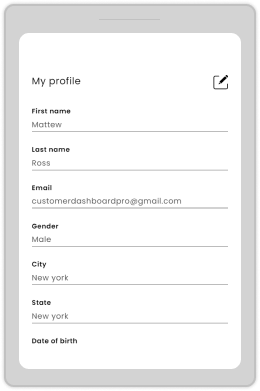 My profile
First name
Mattew
Last name
Ross
Email
customerdashboardpro@gmail.com
Gender
Male
City
New york
State
New york
Date of birth